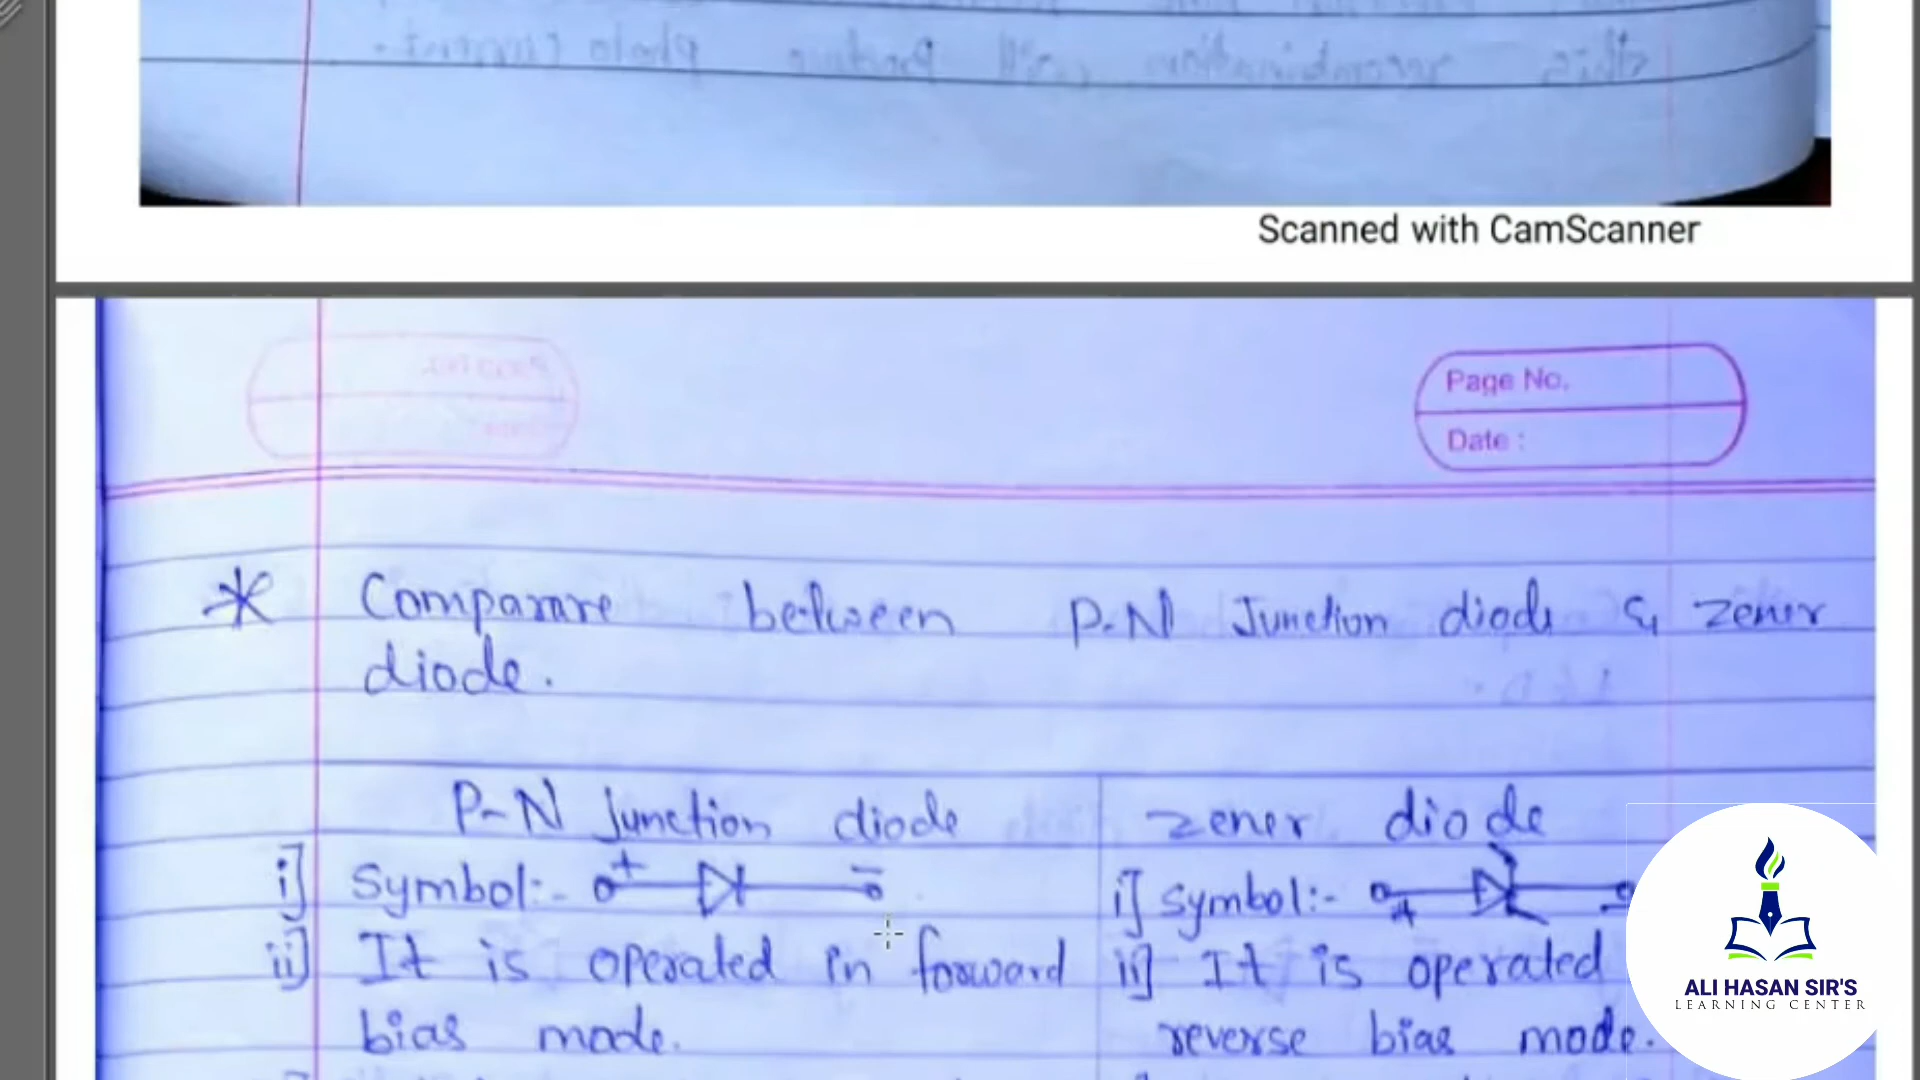 Scanned with CamScanner
Page No.
Date :
* Comparare between P-N Junction diode & zener
diode.
P-N Junction diode
zener diode
i] Symbol:- + -
i] symbol:- + -
ii] It is operated in forward
bias mode.
ii] It is operated
reverse bias mode.
ALI HASAN SIR'S
LEARNING CENTER